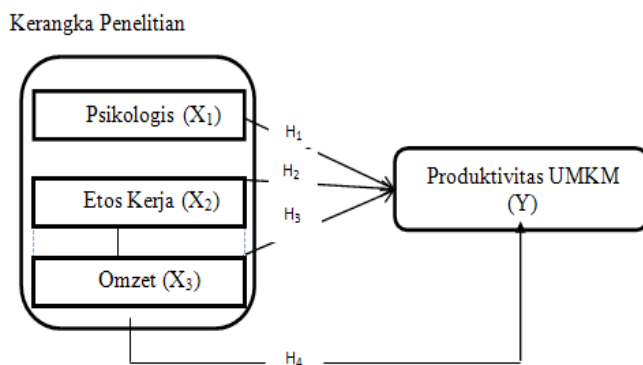 Kerangka Penelitian
Psikologis (X₁)
H₁
H₂
Etos Kerja (X₂)
Produktivitas UMKM
(Y)
H₃
Omzet (X₃)
H₄